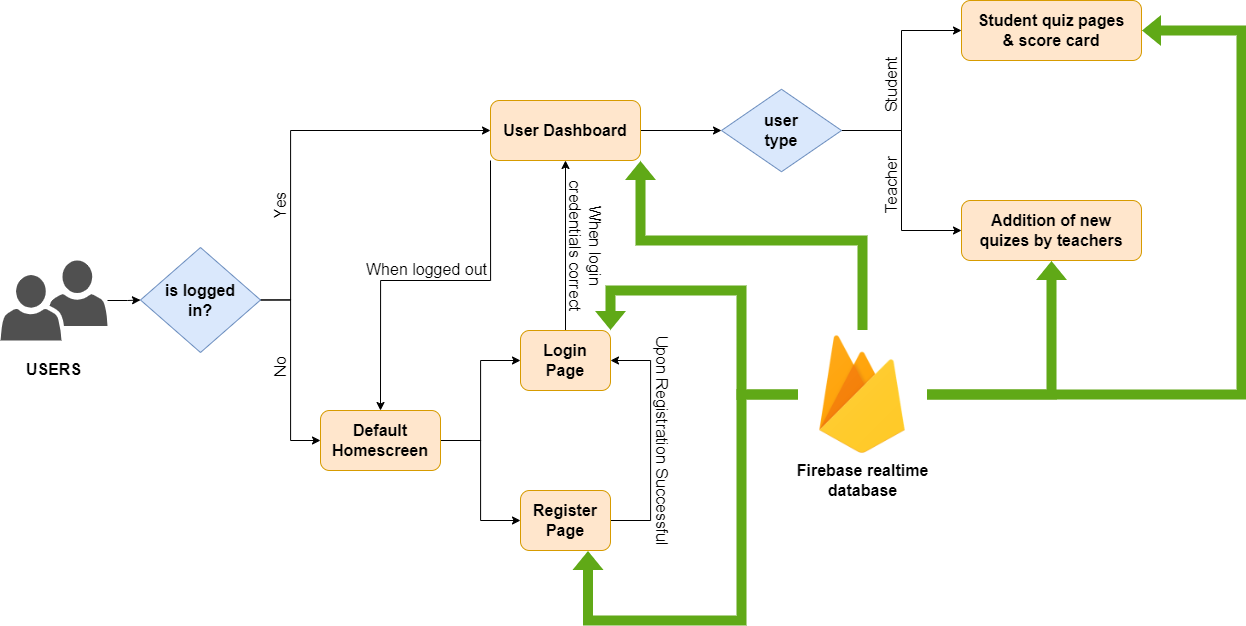 Student quiz pages
& score card
Student
User Dashboard
user
type
Teacher
Yes
When login
credentials correct
Addition of new
quizes by teachers
is logged
in?
When logged out
USERS
No
Login
Page
Upon Registration Successful
Default
Homescreen
Register
Page
Firebase realtime
database